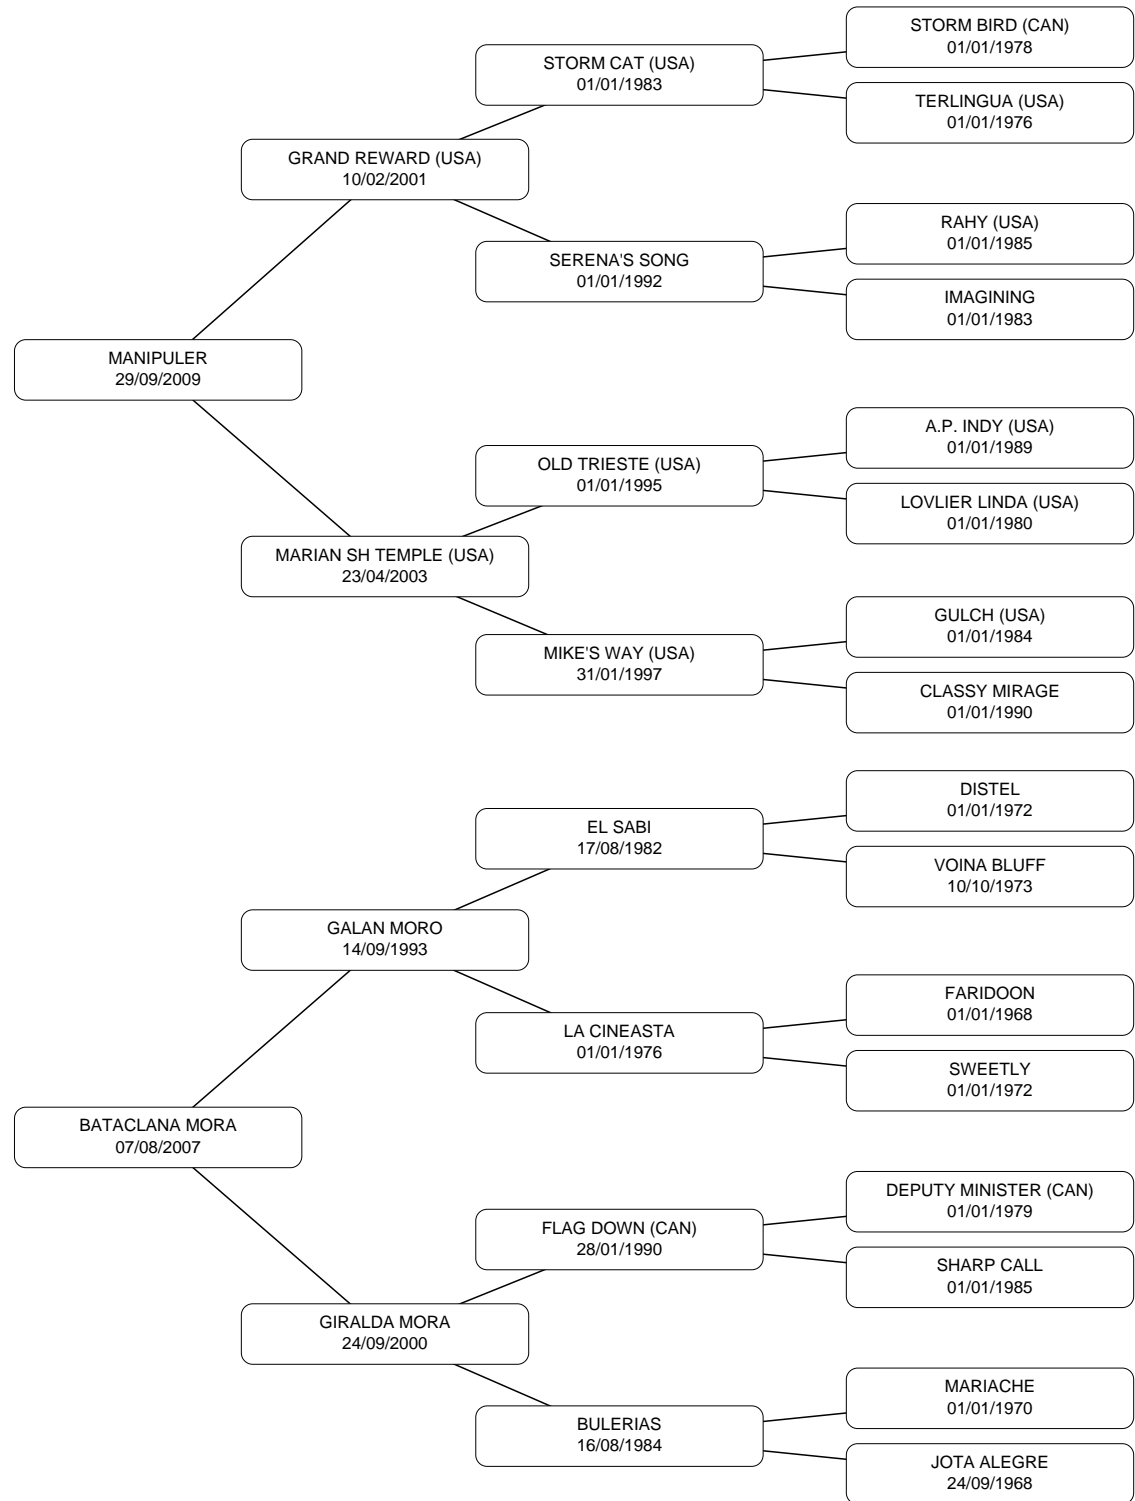 STORM BIRD (CAN)
01/01/1978
STORM CAT (USA)
01/01/1983
TERLINGUA (USA)
01/01/1976
GRAND REWARD (USA)
10/02/2001
RAHY (USA)
01/01/1985
SERENA'S SONG
01/01/1992
IMAGINING
01/01/1983
MANIPULER
29/09/2009
A.P. INDY (USA)
01/01/1989
OLD TRIESTE (USA)
01/01/1995
LOVLIER LINDA (USA)
01/01/1980
MARIAN SH TEMPLE (USA)
23/04/2003
GULCH (USA)
01/01/1984
MIKE'S WAY (USA)
31/01/1997
CLASSY MIRAGE
01/01/1990
DISTEL
01/01/1972
EL SABI
17/08/1982
VOINA BLUFF
10/10/1973
GALAN MORO
14/09/1993
FARIDOON
01/01/1968
LA CINEASTA
01/01/1976
SWEETLY
01/01/1972
BATACLANA MORA
07/08/2007
DEPUTY MINISTER (CAN)
01/01/1979
FLAG DOWN (CAN)
28/01/1990
SHARP CALL
01/01/1985
GIRALDA MORA
24/09/2000
MARIACHE
01/01/1970
BULERIAS
16/08/1984
JOTA ALEGRE
24/09/1968